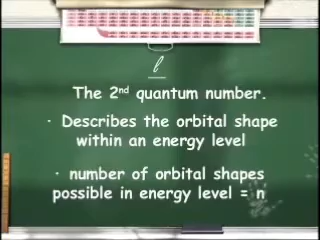 l
The 2nd quantum number.
· Describes the orbital shape
within an energy level
· number of orbital shapes
possible in energy level = n